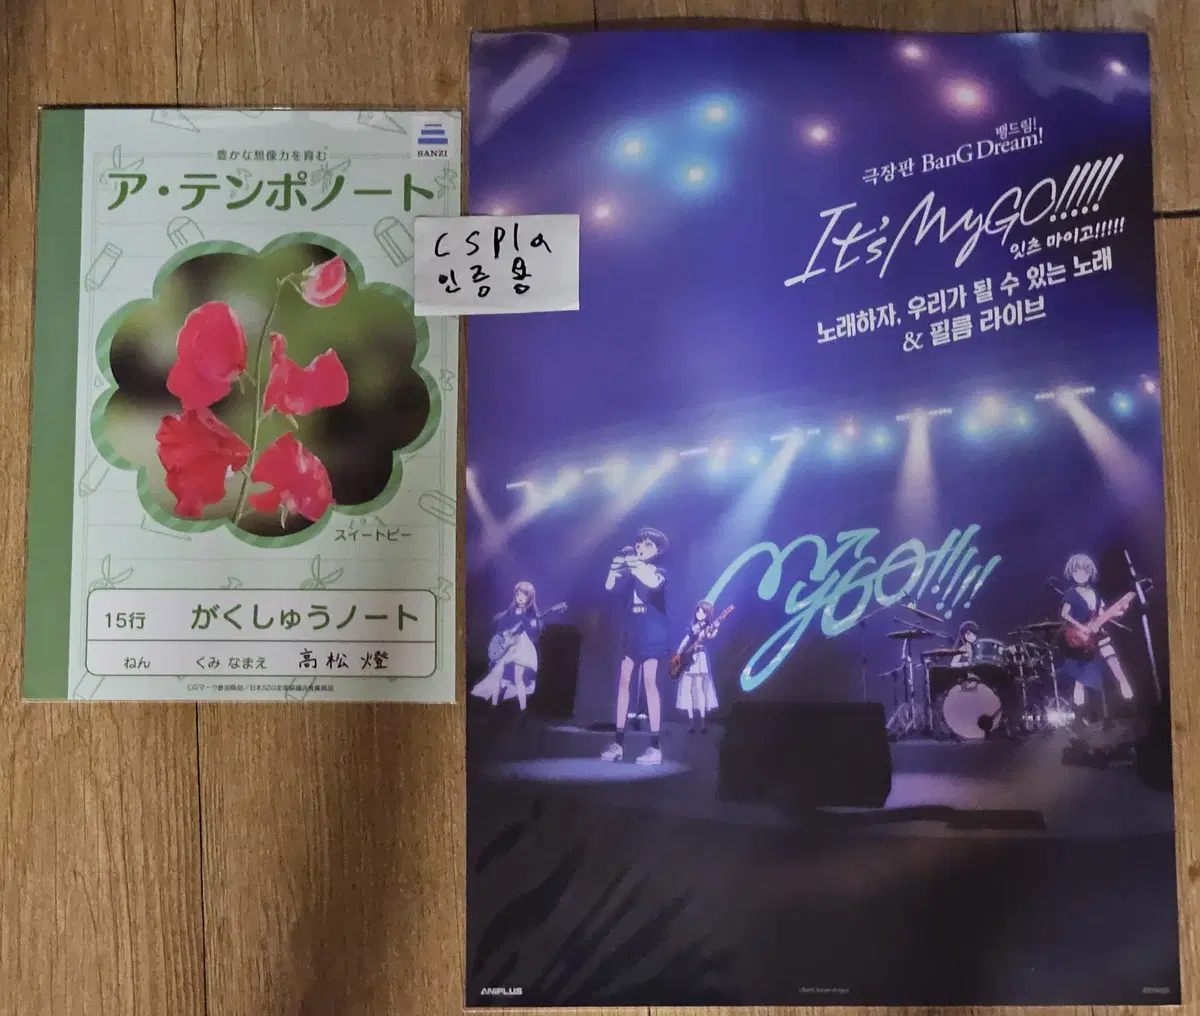 豊かな想像力を育む
SANZI
ア・テンポノート
スイートピー
15行 がくしゅうノート
ねん くみ なまえ 高松 燈
cspla
인증용
뱅드림!
극장판 BanG Dream!
It's MyGO!!!!!
잇츠 마이고!!!!!
노래하자, 우리가 될 수 있는 노래
& 필름 라이브
MyGO!!!!!
ANIPLUS